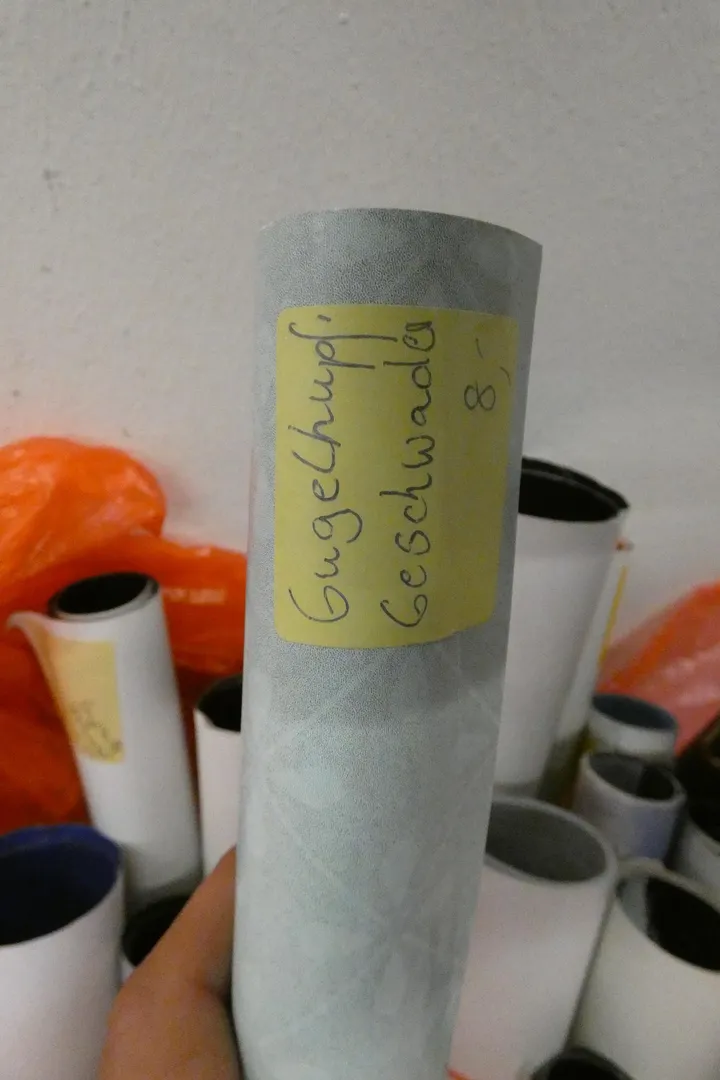 Gugelhupf,
Geschwader
8,-